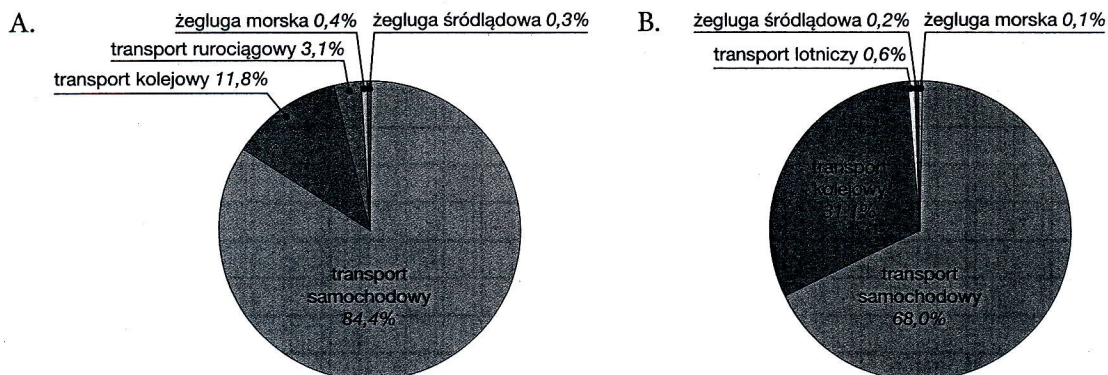 A.
żegluga morska 0,4%
żegluga śródlądowa 0,3%
transport rurociągowy 3,1%
transport kolejowy 11,8%
transport
samochodowy
84,4%
B.
żegluga śródlądowa 0,2%
żegluga morska 0,1%
transport lotniczy 0,6%
transport
kolejowy
31,1%
transport
samochodowy
68,0%